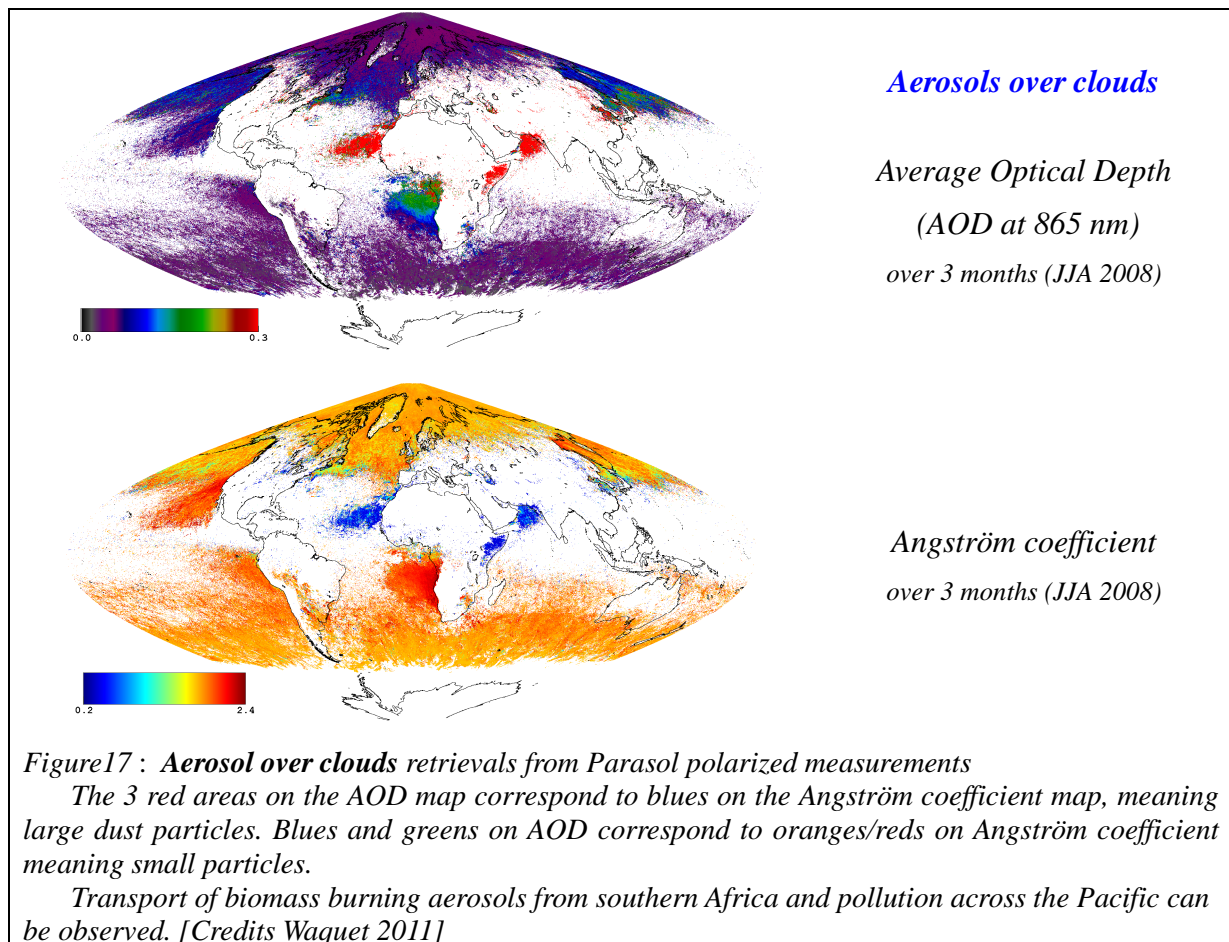 Aerosols over clouds
Average Optical Depth
(AOD at 865 nm)
over 3 months (JJA 2008)
0.0 0.3
Angström coefficient
over 3 months (JJA 2008)
0.2 2.4
Figure17 : Aerosol over clouds retrievals from Parasol polarized measurements
The 3 red areas on the AOD map correspond to blues on the Angström coefficient map, meaning
large dust particles. Blues and greens on AOD correspond to oranges/reds on Angström coefficient
meaning small particles.
Transport of biomass burning aerosols from southern Africa and pollution across the Pacific can
be observed. [Credits Waquet 2011]